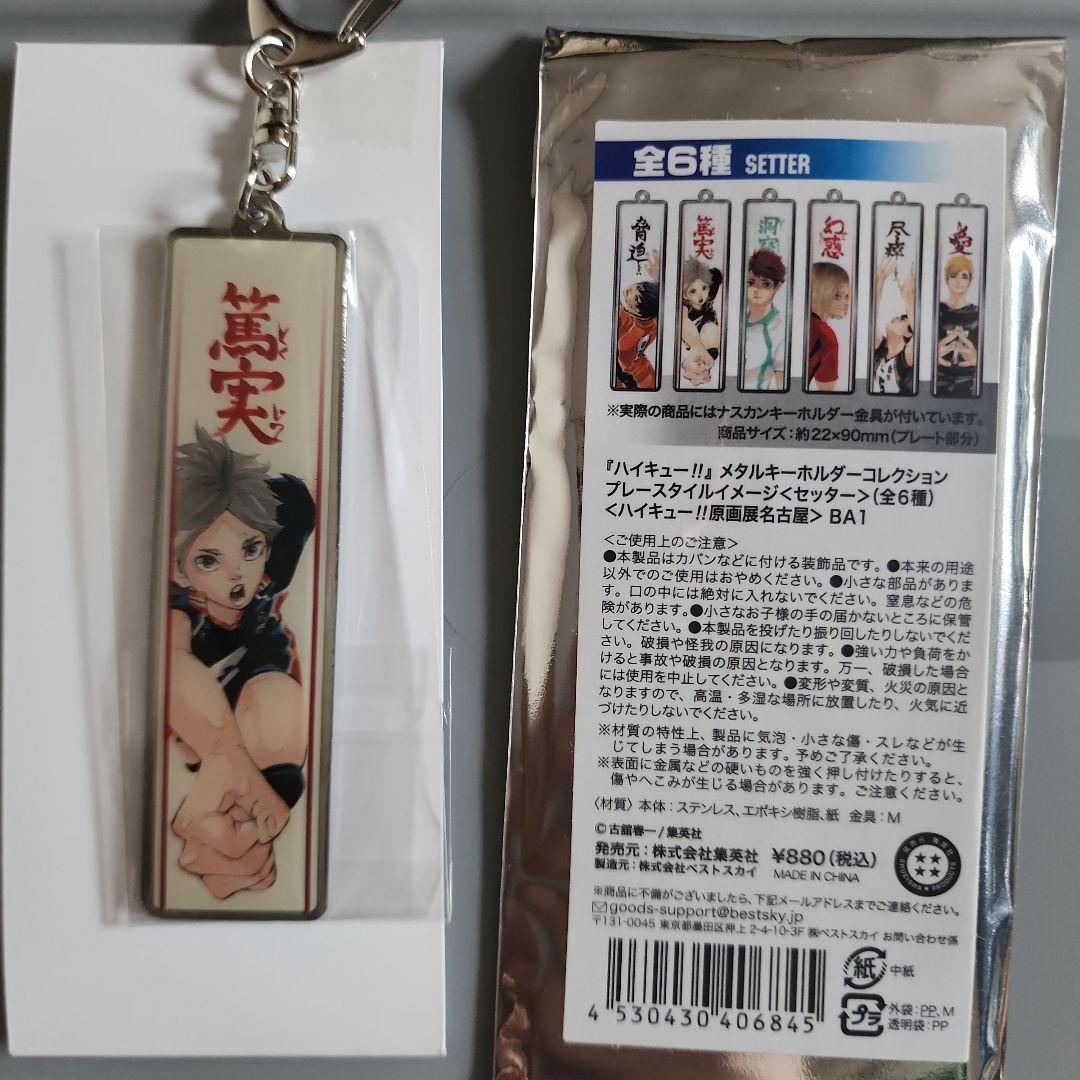 篤実
とくじつ
全6種 SETTER
脅迫
篤実
幻惑
尽瘁
愛
※実際の商品にはナスカンキーホルダー金具が付いています。
商品サイズ：約22×90mm（プレート部分）
『ハイキュー!!』メタルキーホルダーコレクション
プレースタイルイメージ<セッター>（全6種）
<ハイキュー!!原画展名古屋> BA1
<ご使用上のご注意>
●本製品はカバンなどに付ける装飾品です。●本来の用途
以外でのご使用はおやめください。●小さな部品がありま
す。口の中には絶対に入れないでください。窒息などの危
険があります。●小さなお子様の手の届かないところに保管
してください。●本製品を投げたり振り回したりしないでくだ
さい。破損や怪我の原因になります。●強い力や負荷をか
けると事故や破損の原因となります。万一、破損した場合
には使用を中止してください。●変形や変質、火災の原因と
なりますので、高温・多湿な場所に放置したり、火気に近
づけたりしないでください。
※材質の特性上、製品に気泡・小さな傷・スレなどが生
じてしまう場合があります。予めご了承ください。
※表面に金属などの硬いものを強く押し付けたりすると、
傷やへこみが生じる場合があります。ご注意ください。
〈材質〉本体：ステンレス、エポキシ樹脂、紙 金具：M
©古舘春一/集英社
発売元：株式会社集英社 ¥880（税込）
製造元：株式会社ベストスカイ MADE IN CHINA
SHUEISHA PRODUCTS
※商品に不備がございましたら、下記メールアドレスまでご連絡ください。
goods-support@bestsky.jp
〒131-0045 東京都墨田区押上 2-4-10-3F ㈱ベストスカイ お問い合わせ係
4 530430 406845
紙 中紙
プラ 外袋：PP、M
透明袋：PP